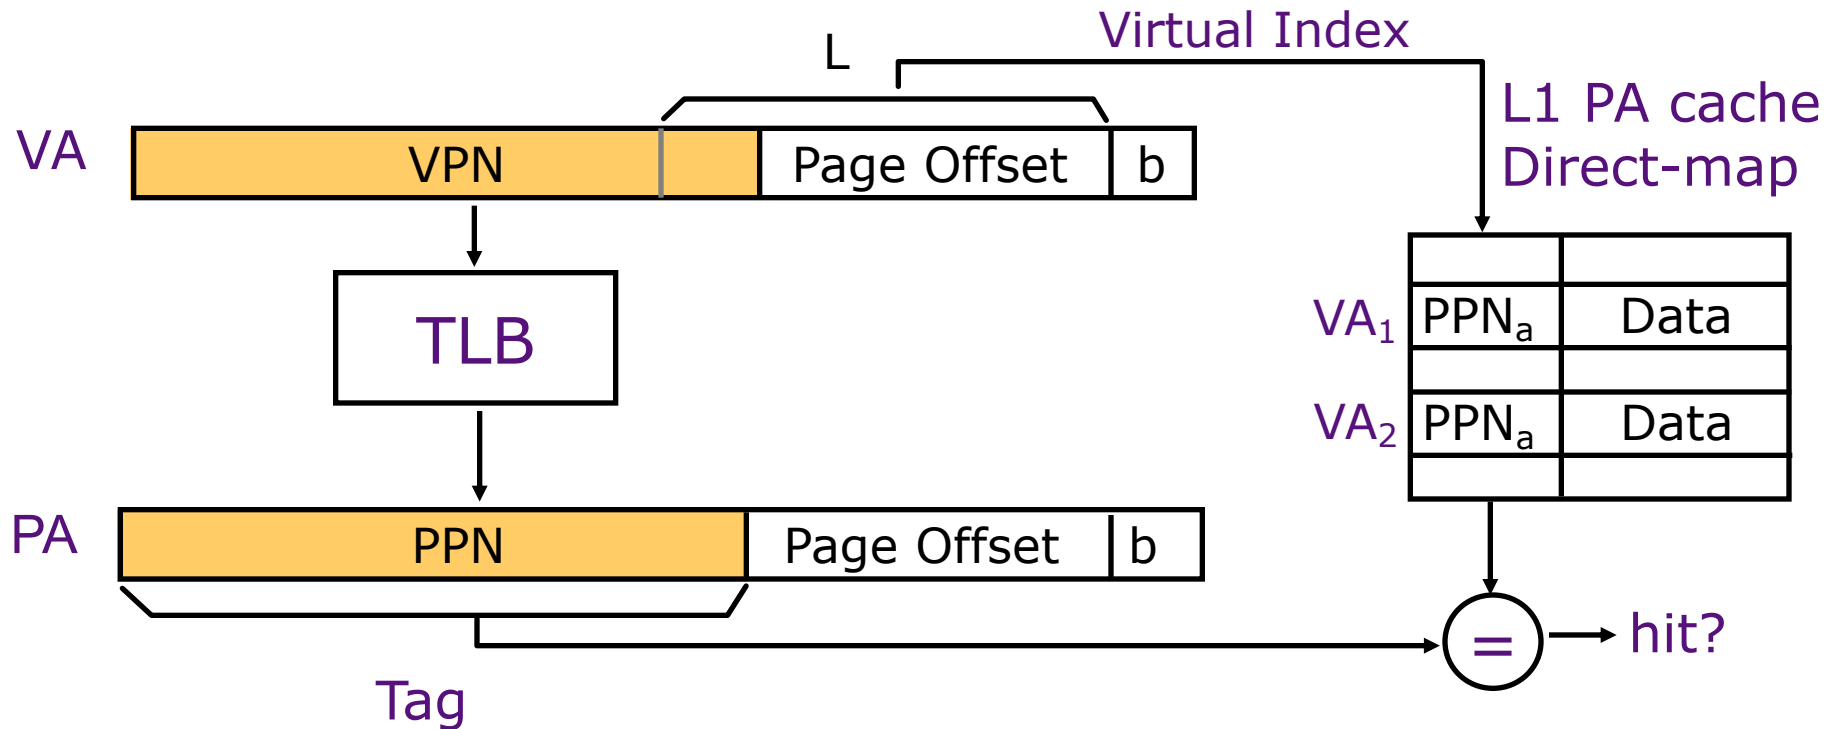 L
Virtual Index
VA
VPN
Page Offset
b
L1 PA cache
Direct-map
TLB
VA₁
PPNₐ
Data
VA₂
PPNₐ
Data
PA
PPN
Page Offset
b
=
hit?
Tag